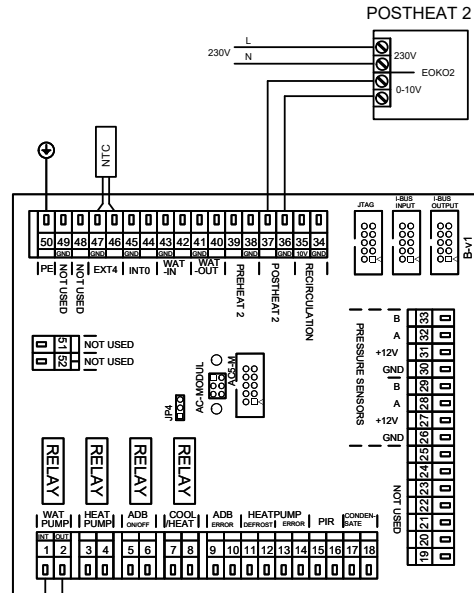 POSTHEAT 2
230V
L
N
230V
EOKO2
0-10V
NTC
JTAG
I-BUS
INPUT
I-BUS
OUTPUT
B-v1
50 49 48 47 46 45 44 43 42 41 40 39 38 37 36 35 34
GND GND GND GND GND GND 10V GND
PE
NOT USED
NOT USED
EXT4
INT0
WAT
-IN
WAT
-OUT
PREHEAT 2
POSTHEAT 2
RECIRCULATION
51
52
NOT USED
NOT USED
AC-MODUL
AC5-M
JP4
PRESSURE SENSORS
B 33
A 32
+12V 31
GND 30
B 29
A 28
+12V 27
GND 26
25
24
23
22
21
20
19
NOT USED
RELAY
RELAY
RELAY
RELAY
WAT
PUMP
HEAT
PUMP
ADB
ON/OFF
COOL
/HEAT
ADB
ERROR
HEATPUMP
DEFROST
ERROR
PIR
CONDEN-
SATE
INT OUT
1 2 3 4 5 6 7 8 9 10 11 12 13 14 15 16 17 18